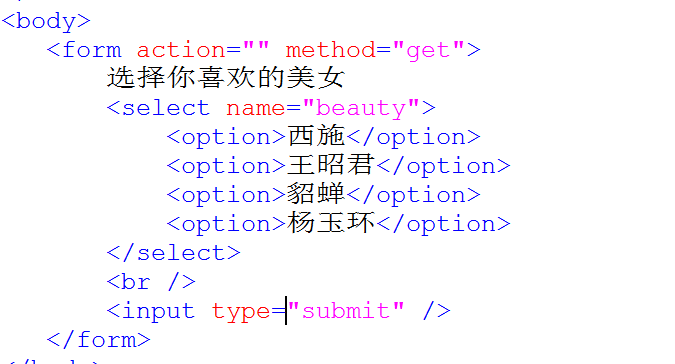 <body>
<form action="" method="get">
选择你喜欢的美女
<select name="beauty">
<option>西施</option>
<option>王昭君</option>
<option>貂蝉</option>
<option>杨玉环</option>
</select>
<br />
<input type="submit" />
</form>
</body>